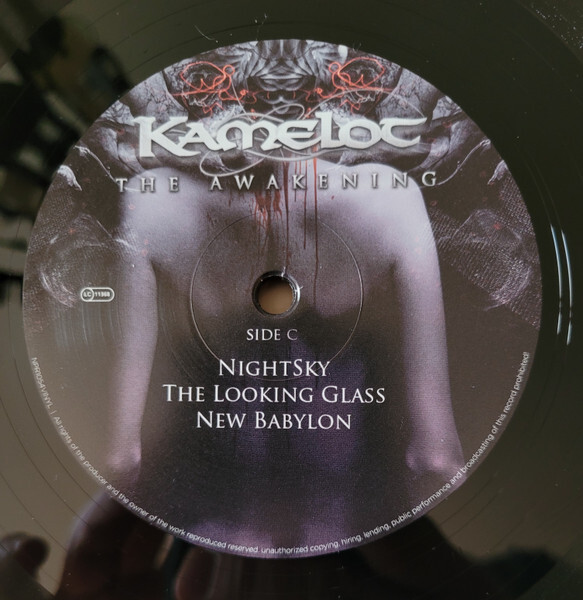 KAMELOT
THE AWAKENING
LC 11368
SIDE C
NIGHTSKY
THE LOOKING GLASS
NEW BABYLON
All rights of the producer and the owner of the work reproduced reserved. unauthorized copying, hiring, lending, public performance and broadcasting of this record prohibited!